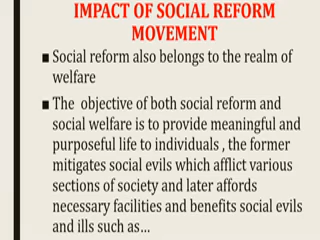 IMPACT OF SOCIAL REFORM
MOVEMENT
▪ Social reform also belongs to the realm of
welfare
▪ The objective of both social reform and
social welfare is to provide meaningful and
purposeful life to individuals , the former
mitigates social evils which afflict various
sections of society and later affords
necessary facilities and benefits social evils
and ills such as...